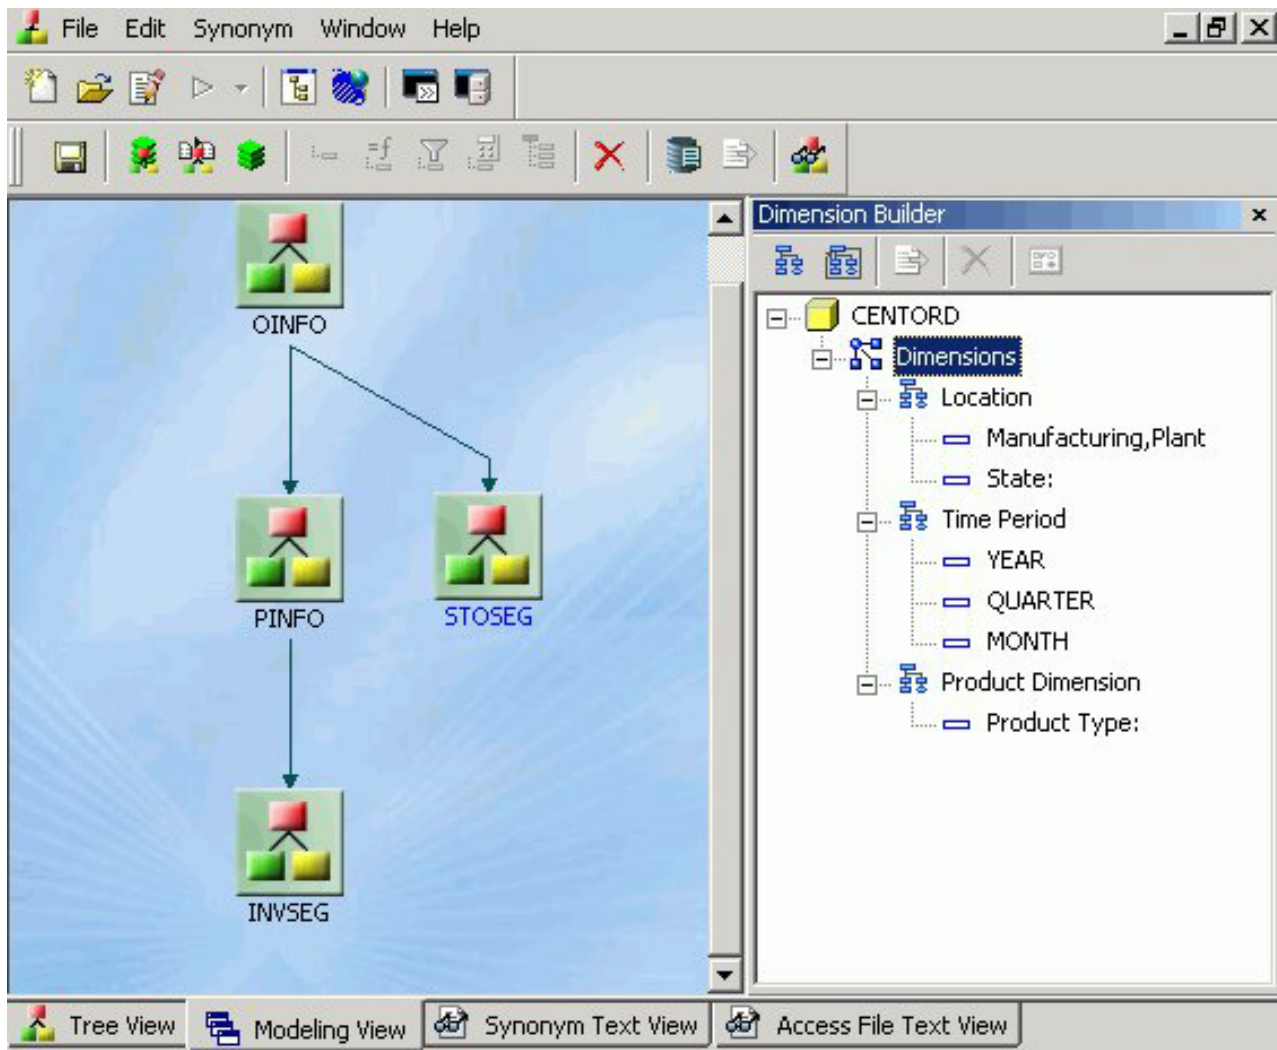 File Edit Synonym Window Help
Dimension Builder
OINFO
PINFO
STOSEG
INVSEG
CENTORD
Dimensions
Location
Manufacturing,Plant
State:
Time Period
YEAR
QUARTER
MONTH
Product Dimension
Product Type:
Tree View Modeling View Synonym Text View Access File Text View